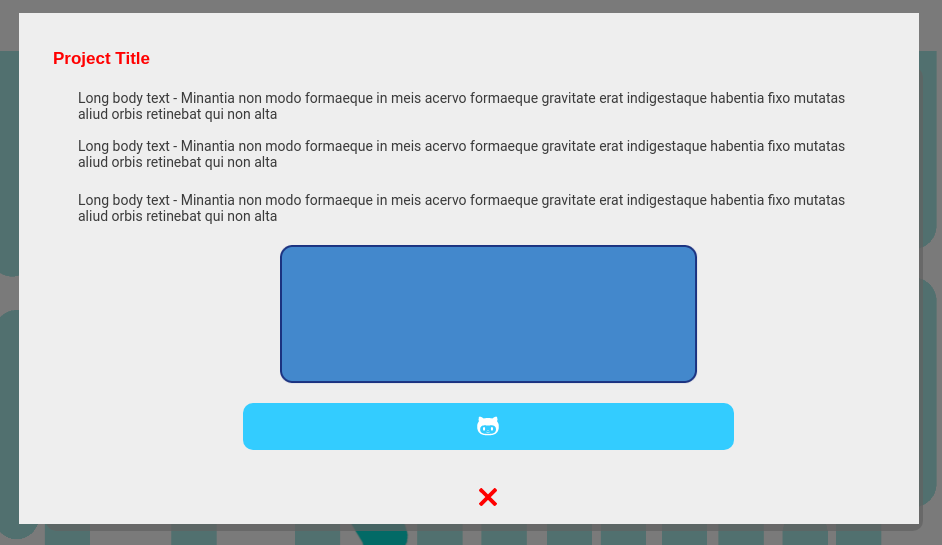 Project Title
Long body text - Minantia non modo formaeque in meis acervo formaeque gravitate erat indigestaque habentia fixo mutatas
aliud orbis retinebat qui non alta
Long body text - Minantia non modo formaeque in meis acervo formaeque gravitate erat indigestaque habentia fixo mutatas
aliud orbis retinebat qui non alta
Long body text - Minantia non modo formaeque in meis acervo formaeque gravitate erat indigestaque habentia fixo mutatas
aliud orbis retinebat qui non alta